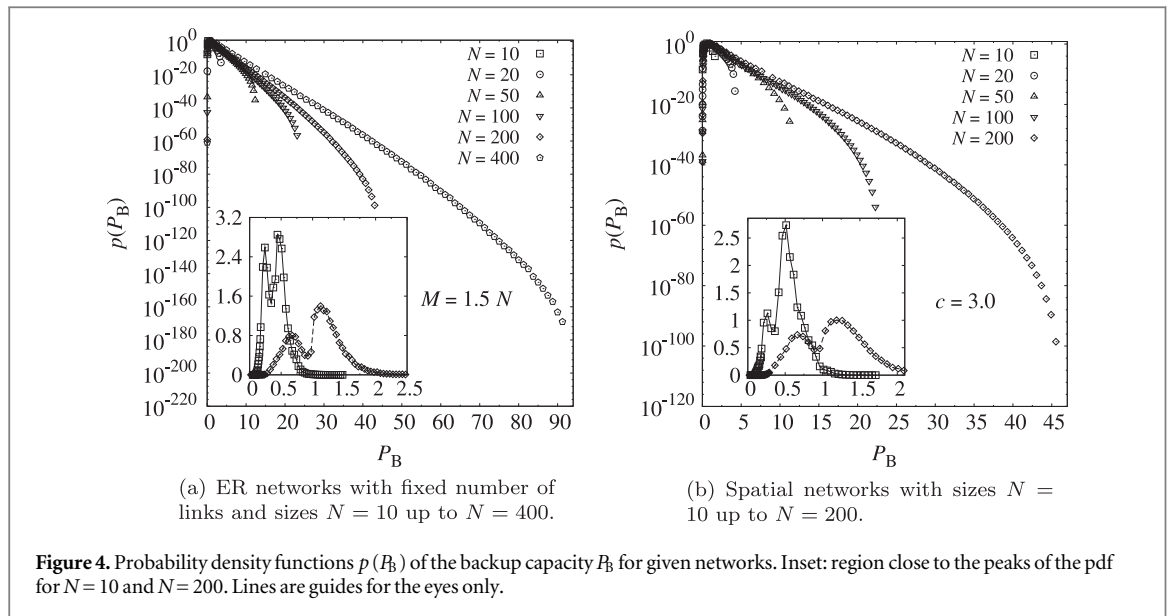 10^0
10^-20
10^-40
10^-60
10^-80
10^-100
10^-120
10^-140
10^-160
10^-180
10^-200
10^-220
p(P_B)
N = 10
N = 20
N = 50
N = 100
N = 200
N = 400
3.2
2.4
1.6
0.8
0
0 0.5 1 1.5 2 2.5
M = 1.5 N
0 10 20 30 40 50 60 70 80 90
P_B
(a) ER networks with fixed number of
links and sizes N = 10 up to N = 400.
10^0
10^-20
10^-40
10^-60
10^-80
10^-100
10^-120
p(P_B)
N = 10
N = 20
N = 50
N = 100
N = 200
2.5
2
1.5
1
0.5
0
0 0.5 1 1.5 2
c = 3.0
0 5 10 15 20 25 30 35 40 45
P_B
(b) Spatial networks with sizes N =
10 up to N = 200.
Figure 4. Probability density functions p (P_B) of the backup capacity P_B for given networks. Inset: region close to the peaks of the pdf
for N = 10 and N = 200. Lines are guides for the eyes only.